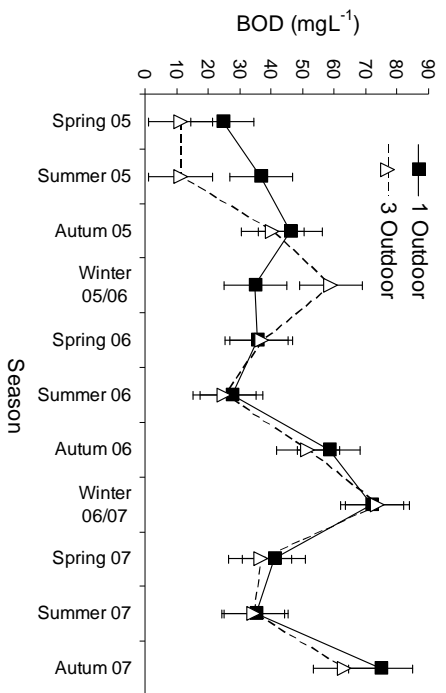 BOD (mgL⁻¹)
0 10 20 30 40 50 60 70 80 90
1 Outdoor
3 Outdoor
Spring 05
Summer 05
Autum 05
Winter
05/06
Spring 06
Summer 06
Autum 06
Winter
06/07
Spring 07
Summer 07
Autum 07
Season